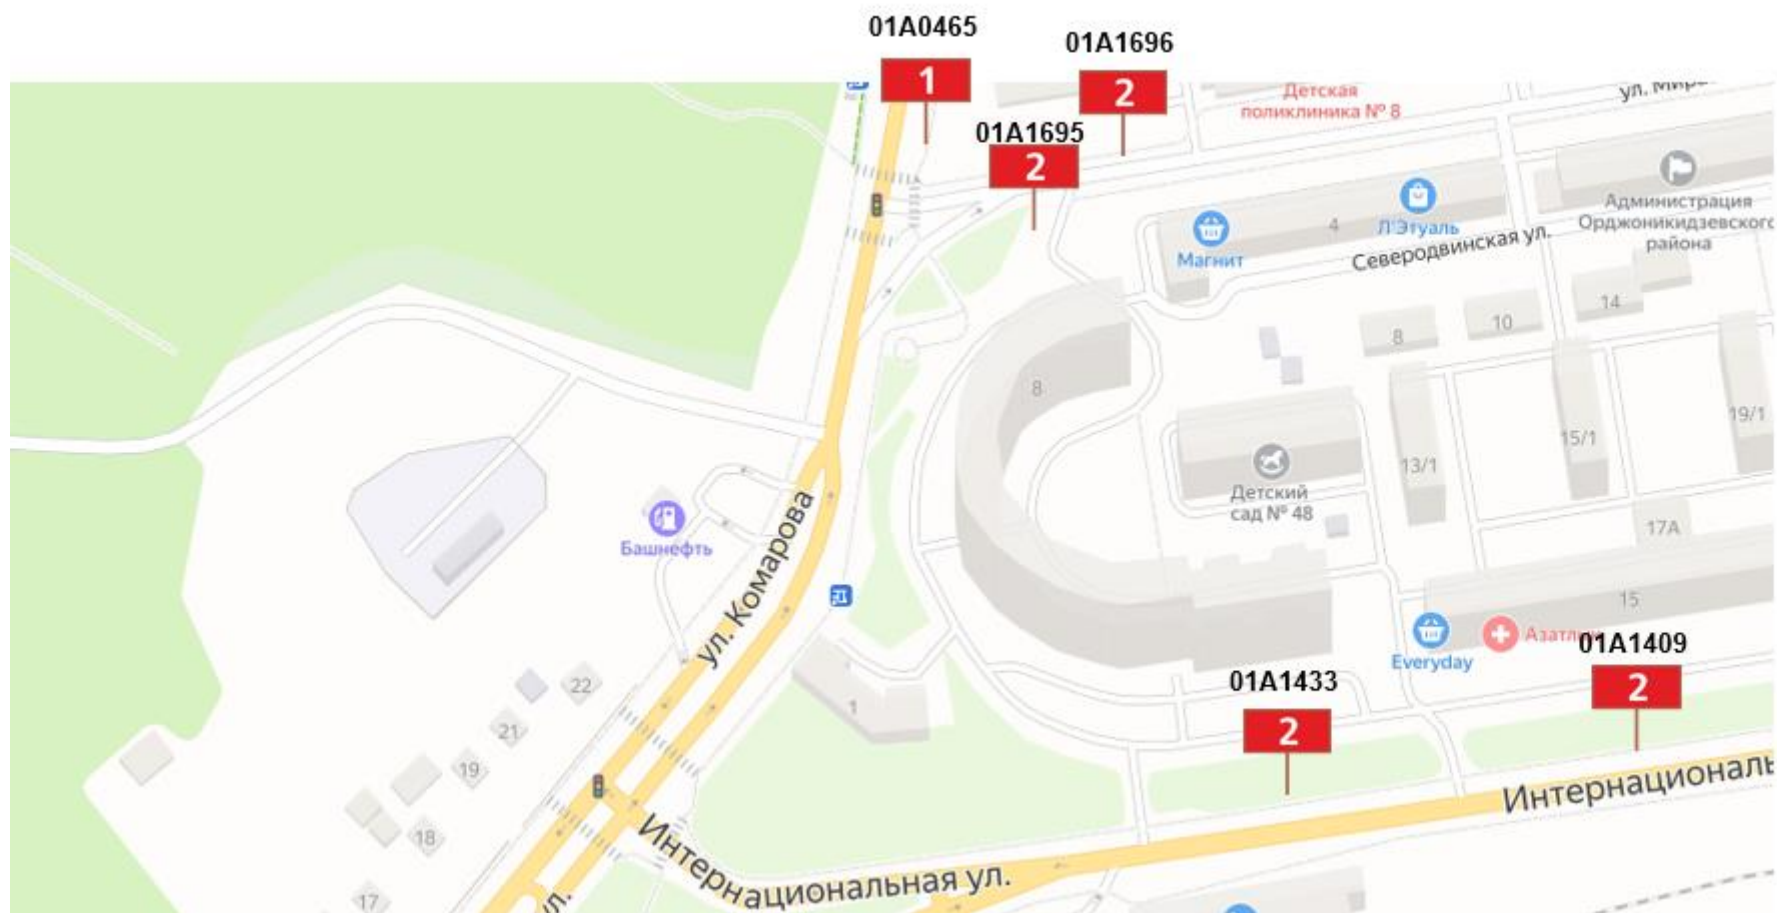 01A0465
1
01A1696
2
Детская
поликлиника № 8
01A1695
2
Администрация
Орджоникидзевского
района
4
Л'Этуаль
Магнит
Северодвинская ул.
14
10
8
8
19/1
15/1
13/1
Детский
сад № 48
17А
Башнефть
ул. Комарова
15
Everyday
01A1409
2
01A1433
2
22
21
19
18
17
1
Интернациональ
Интернациональная ул.
ул.